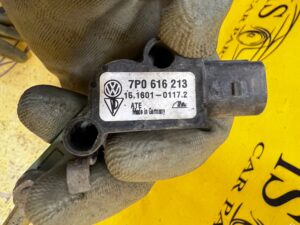 7P0 616 213
15.1601-0117.2
ATE
Made in Germany